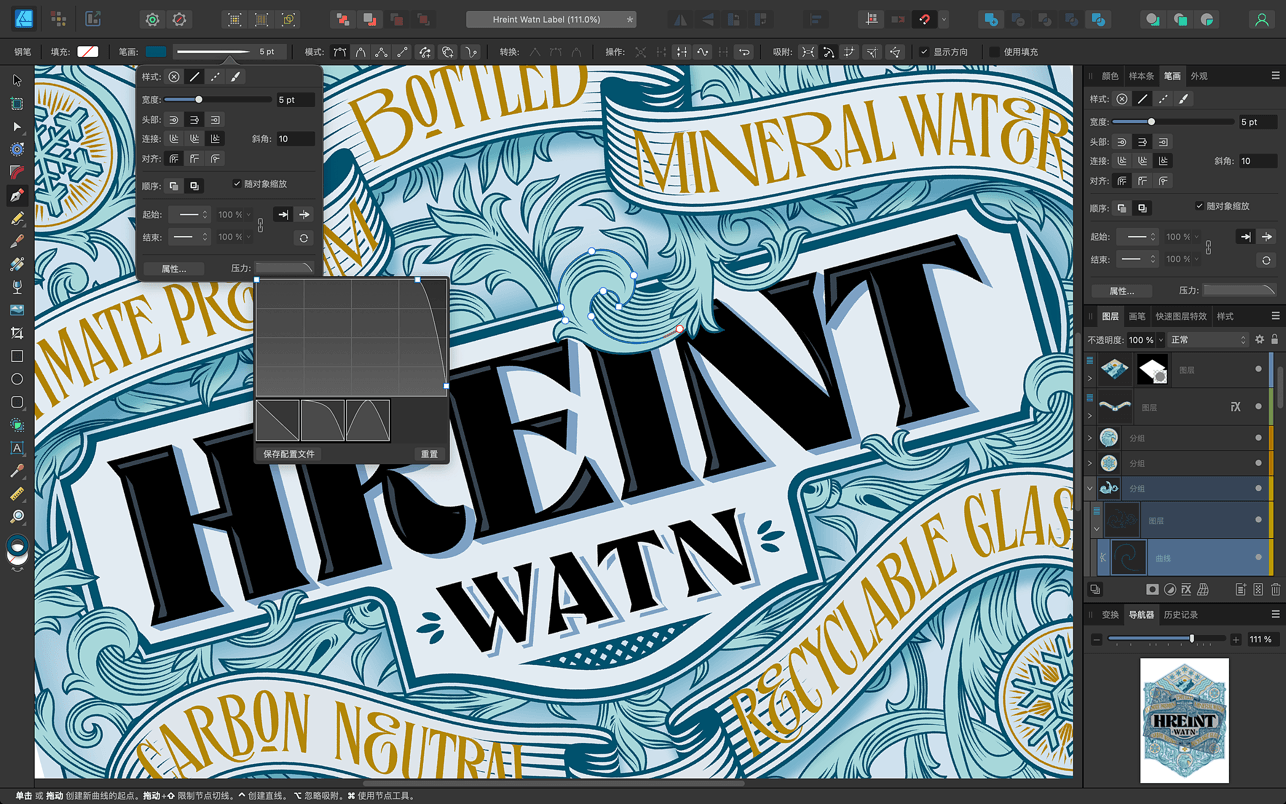 Hreint Watn Label (111.0%)
钢笔 填充: 笔画: 5 pt 模式: 转换: 操作: 吸附: 显示方向 使用填充
样式:
宽度: 5 pt
头部:
连接: 斜角: 10
对齐:
顺序: 随对象缩放
起始: 100 %
结束: 100 %
属性... 压力:
保存配置文件 重置
BOTTLED
MINERAL WATER
IMATE PRO
M
HREINT
WATN
RECYCLABLE GLAS
CARBON NEUTRAL
颜色 样本条 笔画 外观
样式:
宽度: 5 pt
头部:
连接: 斜角: 10
对齐:
顺序: 随对象缩放
起始: 100 %
结束: 100 %
属性... 压力:
图层 画笔 快速图层特效 样式
不透明度: 100 % 正常
图层
图层
分组
分组
分组
图层
曲线
变换 导航器 历史记录
111 %
HREINT
WATN
单击 或 拖动 创建新曲线的起点。拖动+⇧ 限制节点切线。^ 创建直线。⌥ 忽略吸附。⌘ 使用节点工具。